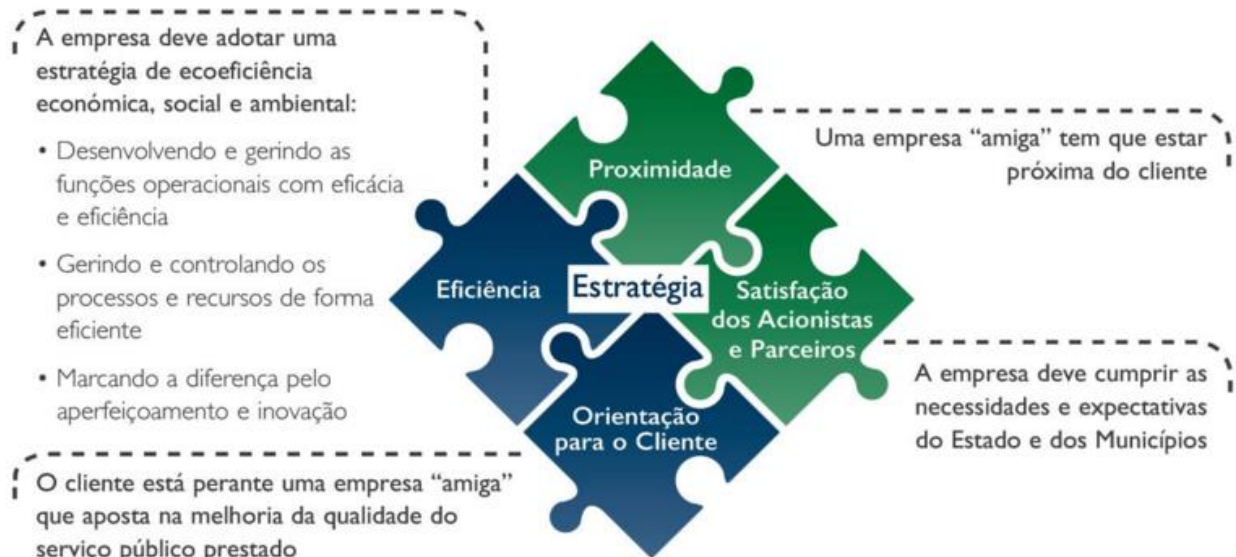 A empresa deve adotar uma
estratégia de ecoeficiência
económica, social e ambiental:
• Desenvolvendo e gerindo as
funções operacionais com eficácia
e eficiência
• Gerindo e controlando os
processos e recursos de forma
eficiente
• Marcando a diferença pelo
aperfeiçoamento e inovação
Proximidade
Uma empresa “amiga” tem que estar
próxima do cliente
Eficiência
Estratégia
Satisfação
dos Acionistas
e Parceiros
A empresa deve cumprir as
necessidades e expectativas
do Estado e dos Municípios
Orientação
para o Cliente
O cliente está perante uma empresa “amiga”
que aposta na melhoria da qualidade do
serviço público prestado